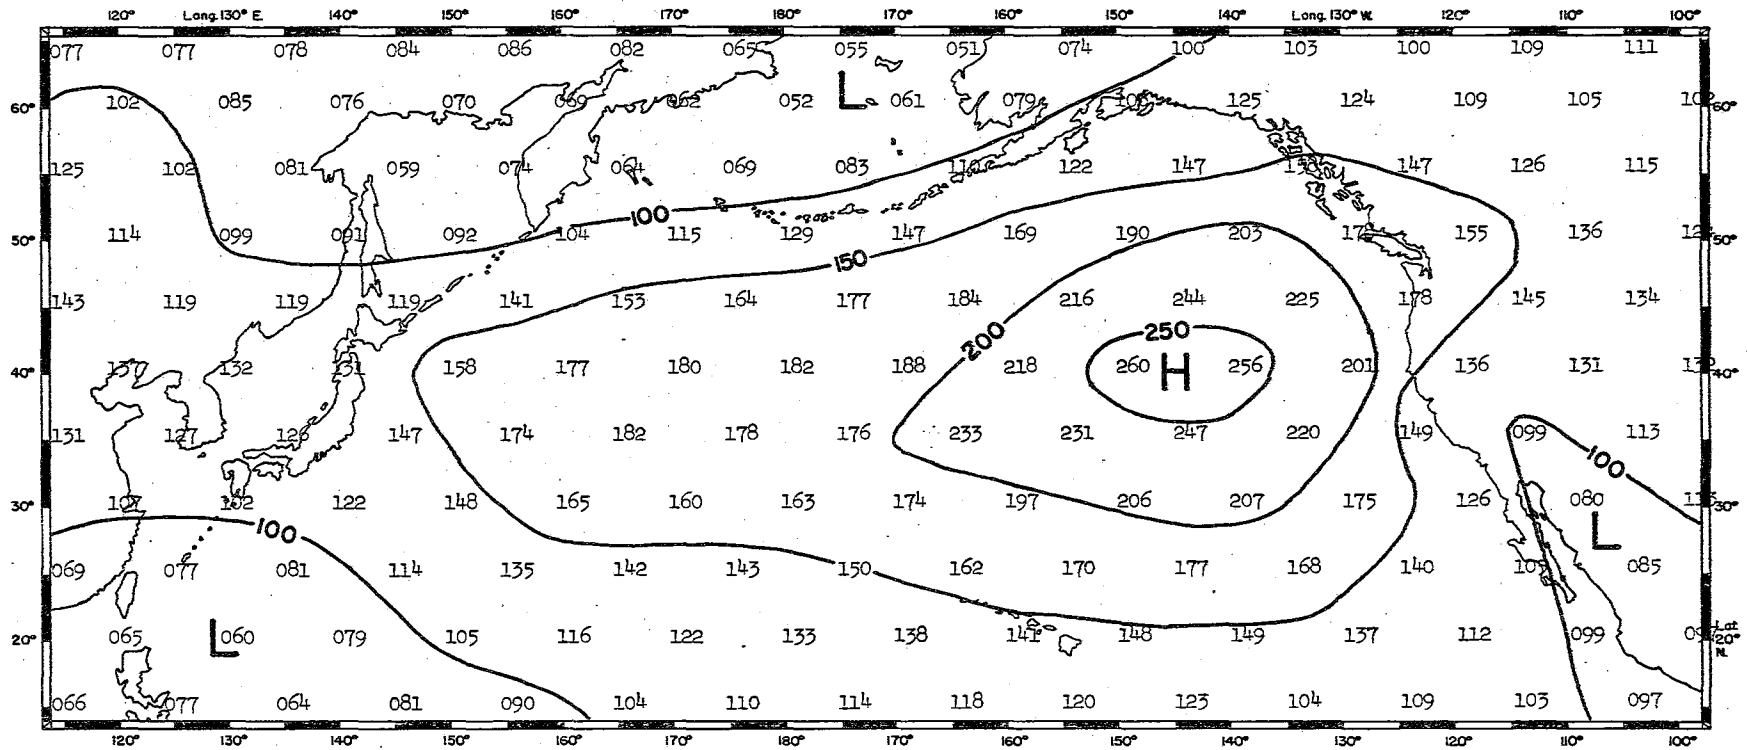 120° Long. 130° E. 140° 150° 160° 170° 180° 170° 160° 150° 140° Long. 130° W. 120° 110° 100°
077 077 078 084 086 082 065 055 051 074 100 103 100 109 111
60° 102 085 076 070 069 062 052 L 061 079 125 124 109 105 60°
125 102 081 059 074 064 069 083 110 122 147 147 126 115
100
50° 114 099 091 092 104 115 129 147 169 190 203 155 136 50°
150
143 119 119 119 141 153 164 177 184 216 244 225 178 145 134
200 250
40° 137 132 131 158 177 180 182 188 218 260 H 256 201 136 131 40°
131 127 126 147 174 182 178 176 233 231 247 220 149 099 113
100
30° 107 102 122 148 165 160 163 174 197 206 207 175 126 080 30°
100 L
069 077 081 114 135 142 143 150 162 170 177 168 140 085
20° 065 L 060 079 105 116 122 133 138 141 148 149 137 112 099 Lat 20° N.
066 077 064 081 090 104 110 114 118 120 123 104 109 103 097
120° 130° 140° 150° 160° 170° 180° 170° 160° 150° 140° 130° 120° 110° 100°